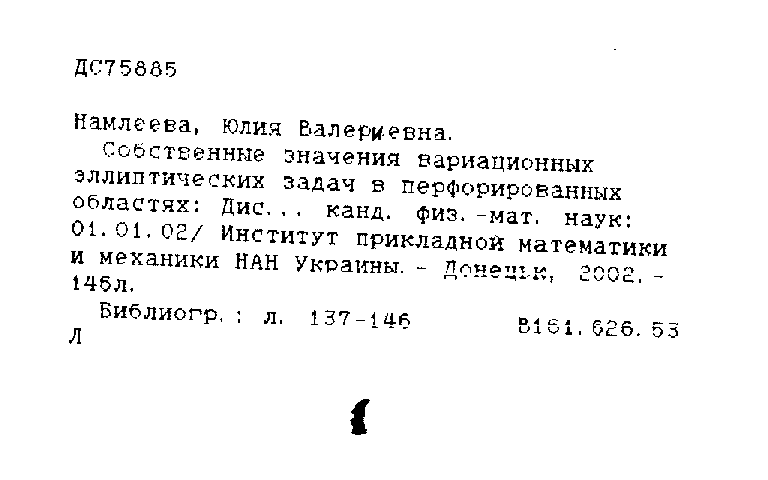 ДС75885
Намлеева, Юлия Валериевна.
Собственные значения вариационных
эллиптических задач в перфорированных
областях: Дис... канд. физ.-мат. наук:
01.01.02/ Институт прикладной математики
и механики НАН Украины.- Донецьк, 2002.-
146л.
Библиогр.: л. 137-146 В161.626.53
Л